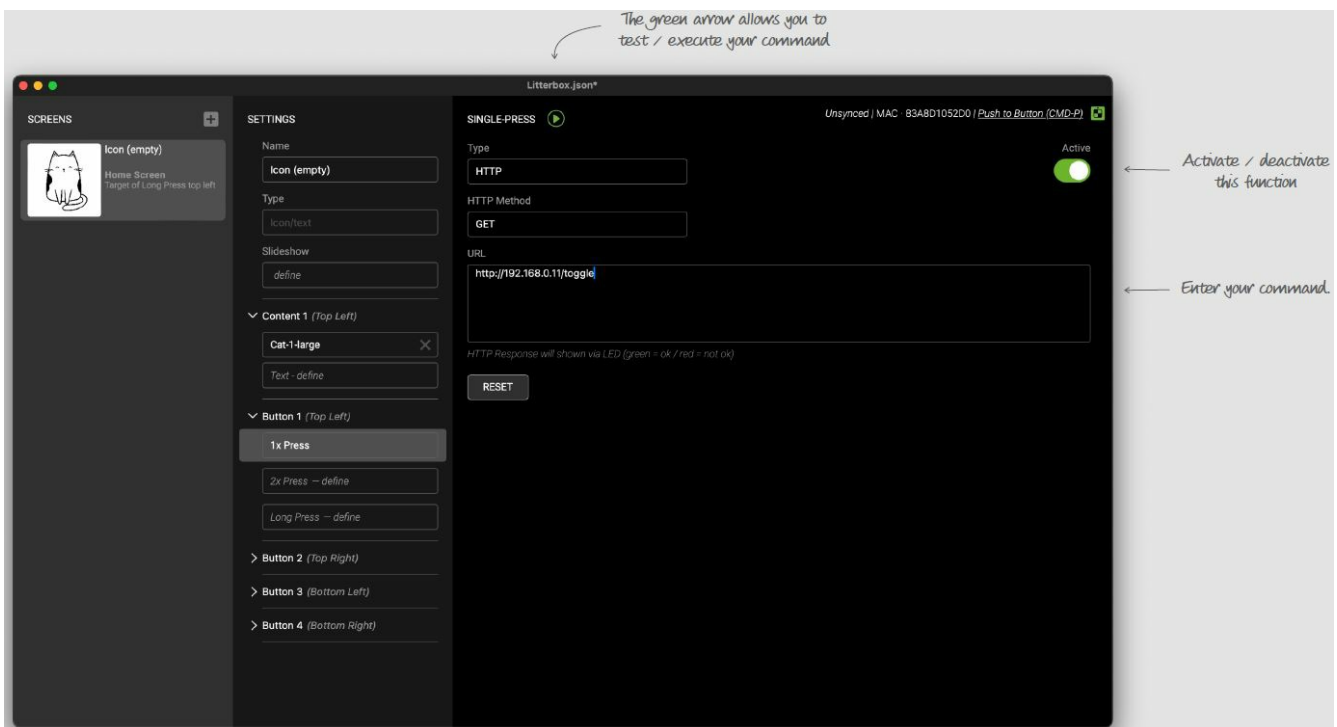 The green arrow allows you to
test / execute your command
Litterbox.json*
SCREENS
Icon (empty)
Home Screen
Target of Long Press top left
SETTINGS
Name
Icon (empty)
Type
Icon/text
Slideshow
define
Content 1 (Top Left)
Cat-1-large
Text - define
Button 1 (Top Left)
1x Press
2x Press — define
Long Press — define
Button 2 (Top Right)
Button 3 (Bottom Left)
Button 4 (Bottom Right)
SINGLE-PRESS
Unsynced | MAC - 83A8D1052D0 | Push to Button (CMD-P)
Type
HTTP
Active
HTTP Method
GET
URL
http://192.168.0.11/toggle
HTTP Response will shown via LED (green = ok / red = not ok)
RESET
Activate / deactivate
this function
Enter your command.